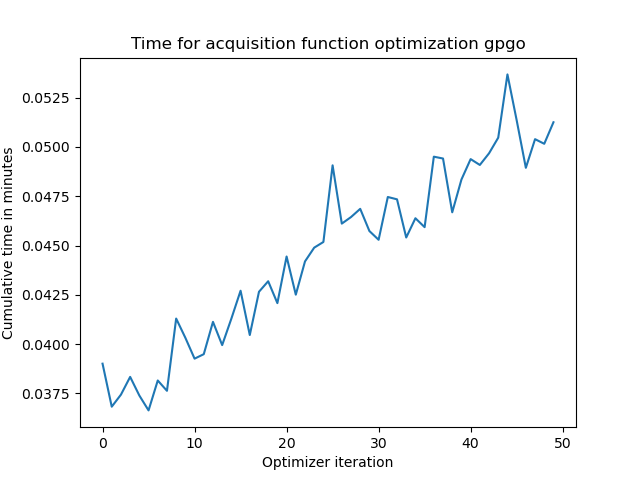 Time for acquisition function optimization gpgo
Cumulative time in minutes
0.0525
0.0500
0.0475
0.0450
0.0425
0.0400
0.0375
0 10 20 30 40 50
Optimizer iteration